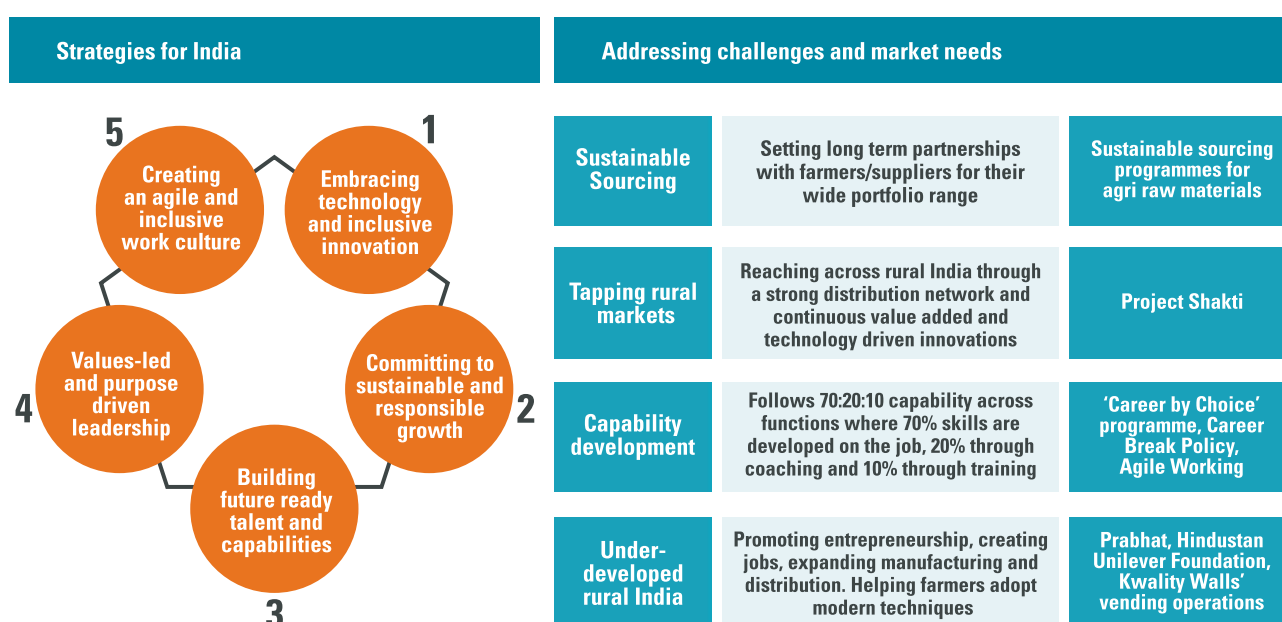 Strategies for India
Addressing challenges and market needs
1
Embracing
technology
and inclusive
innovation
2
Committing to
sustainable and
responsible
growth
3
Building
future ready
talent and
capabilities
4
Values-led
and purpose
driven
leadership
5
Creating
an agile and
inclusive
work culture
Sustainable
Sourcing
Setting long term partnerships
with farmers/suppliers for their
wide portfolio range
Sustainable sourcing
programmes for
agri raw materials
Tapping rural
markets
Reaching across rural India through
a strong distribution network and
continuous value added and
technology driven innovations
Project Shakti
Capability
development
Follows 70:20:10 capability across
functions where 70% skills are
developed on the job, 20% through
coaching and 10% through training
‘Career by Choice’
programme, Career
Break Policy,
Agile Working
Under-
developed
rural India
Promoting entrepreneurship, creating
jobs, expanding manufacturing and
distribution. Helping farmers adopt
modern techniques
Prabhat, Hindustan
Unilever Foundation,
Kwality Walls’
vending operations